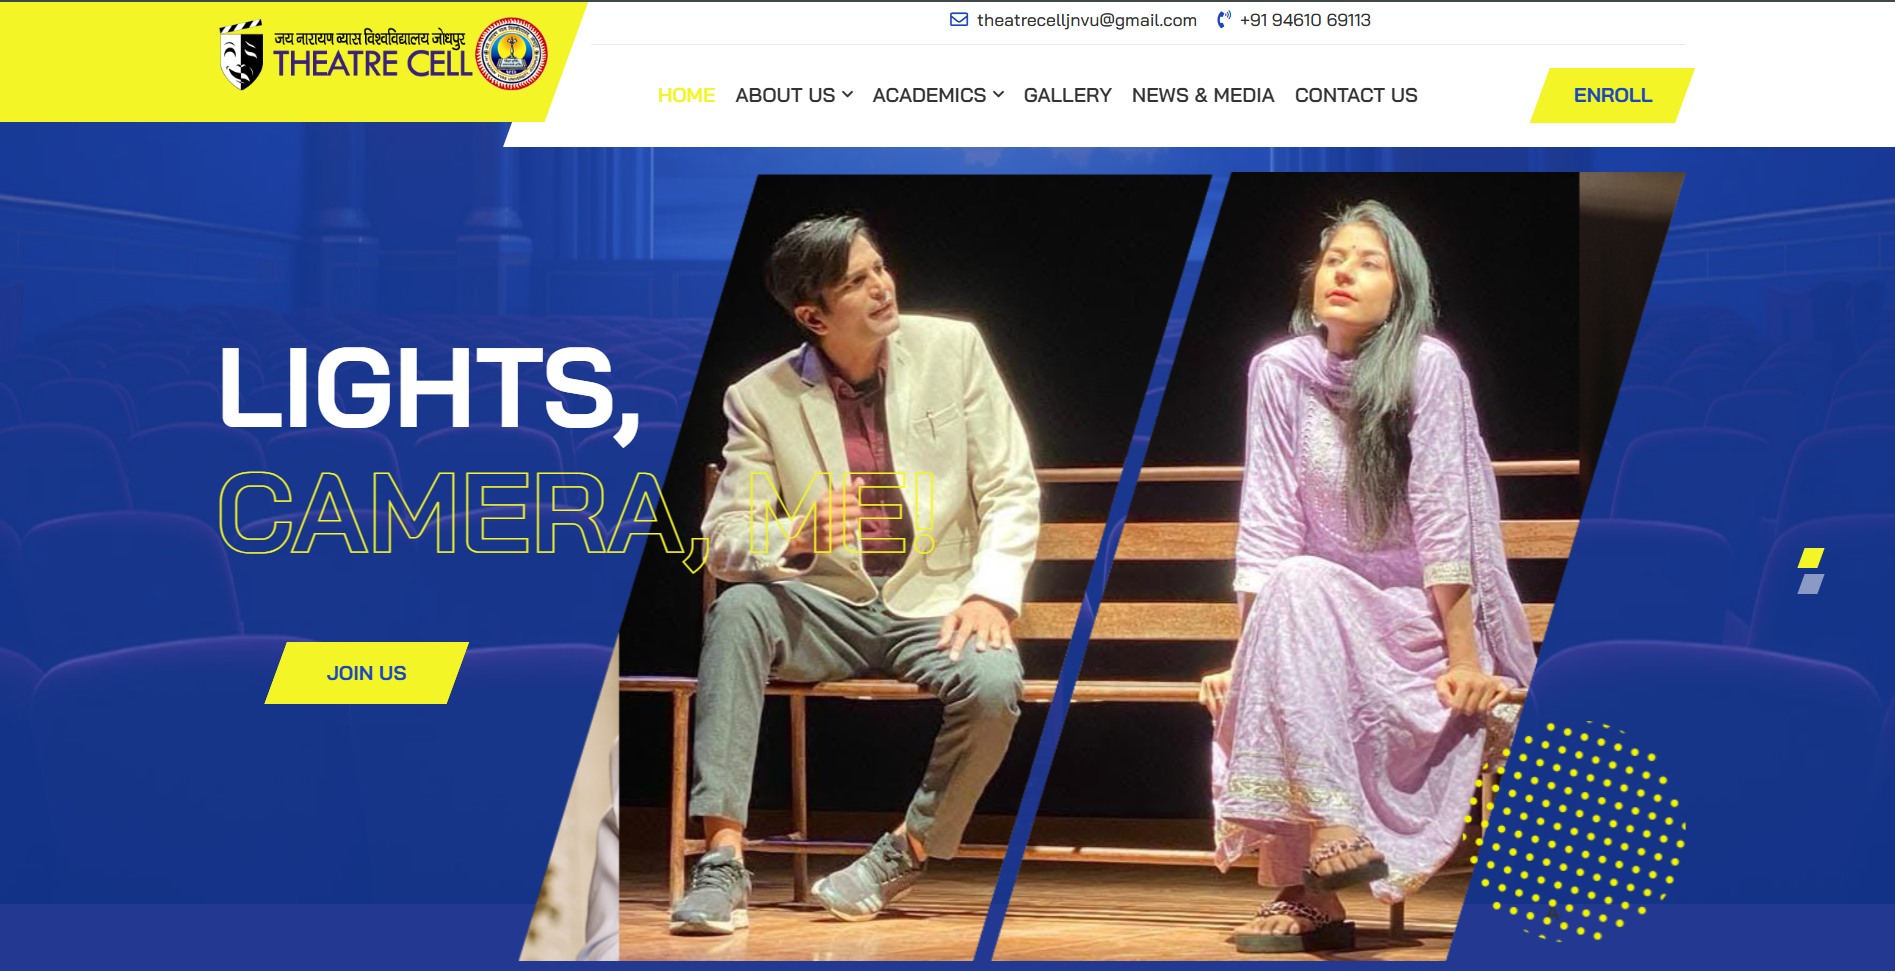 theatrecelljnvu@gmail.com +91 94610 69113
जय नारायण व्यास विश्वविद्यालय जोधपुर
THEATRE CELL
HOME ABOUT US ACADEMICS GALLERY NEWS & MEDIA CONTACT US ENROLL
LIGHTS,
CAMERA, ME!
JOIN US